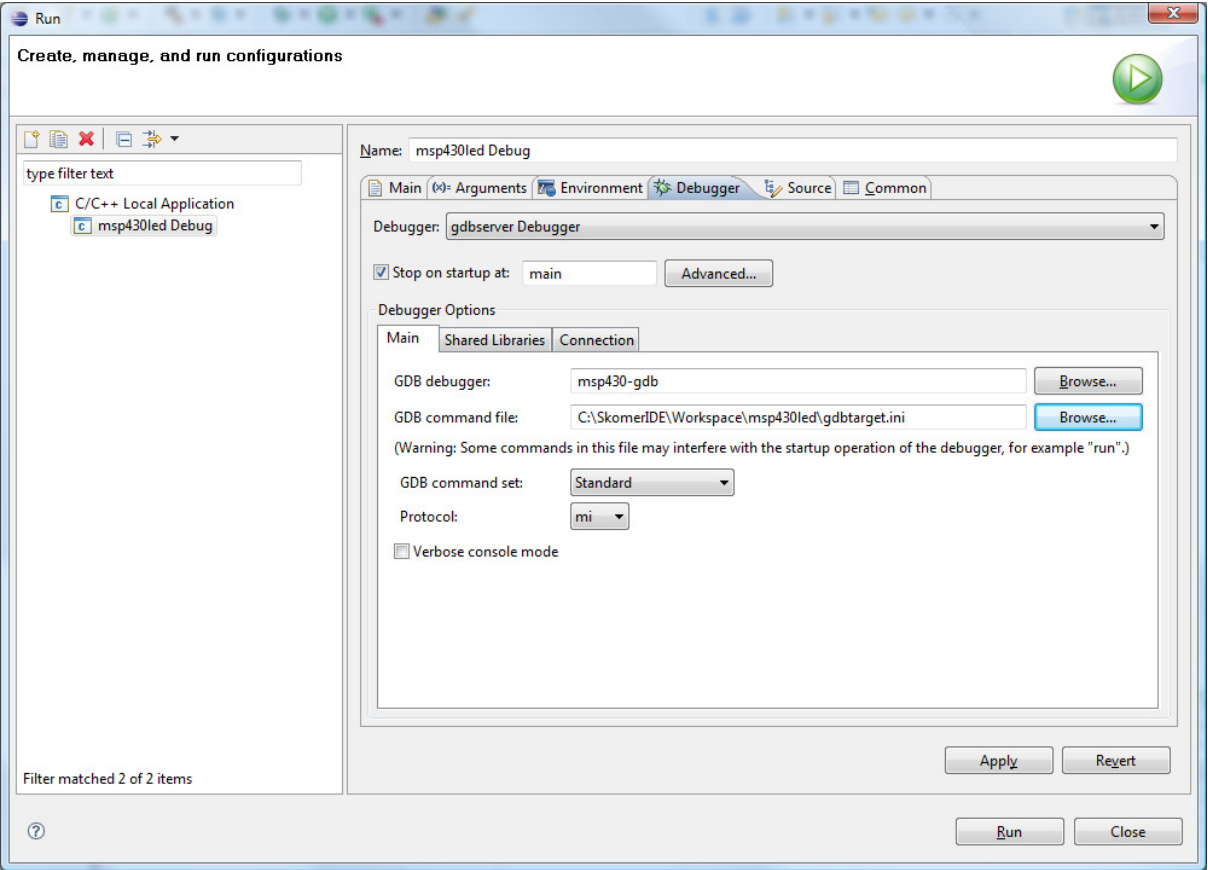 Run
Create, manage, and run configurations
type filter text
C/C++ Local Application
msp430led Debug
Filter matched 2 of 2 items
Name: msp430led Debug
Main (x)= Arguments Environment Debugger Source Common
Debugger: gdbserver Debugger
Stop on startup at: main Advanced...
Debugger Options
Main Shared Libraries Connection
GDB debugger: msp430-gdb Browse...
GDB command file: C:\SkomerIDE\Workspace\msp430led\gdbtarget.ini Browse...
(Warning: Some commands in this file may interfere with the startup operation of the debugger, for example "run".)
GDB command set: Standard
Protocol: mi
Verbose console mode
Apply Revert
Run Close